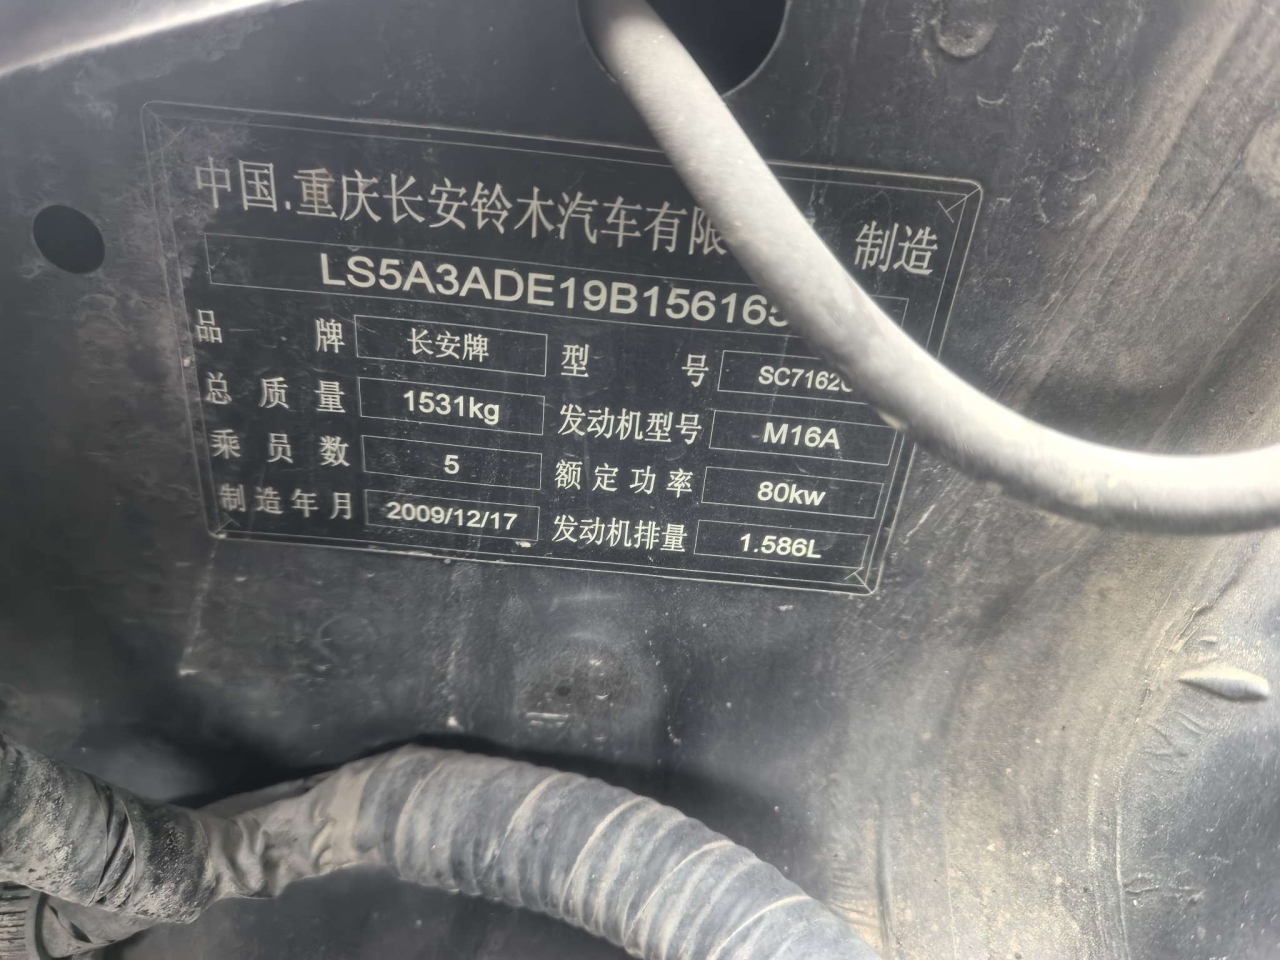 中国.重庆长安铃木汽车有限 制造
LS5A3ADE19B156165
品牌 长安牌 型号 SC7162
总质量 1531kg 发动机型号 M16A
乘员数 5 额定功率 80kw
制造年月 2009/12/17 发动机排量 1.586L